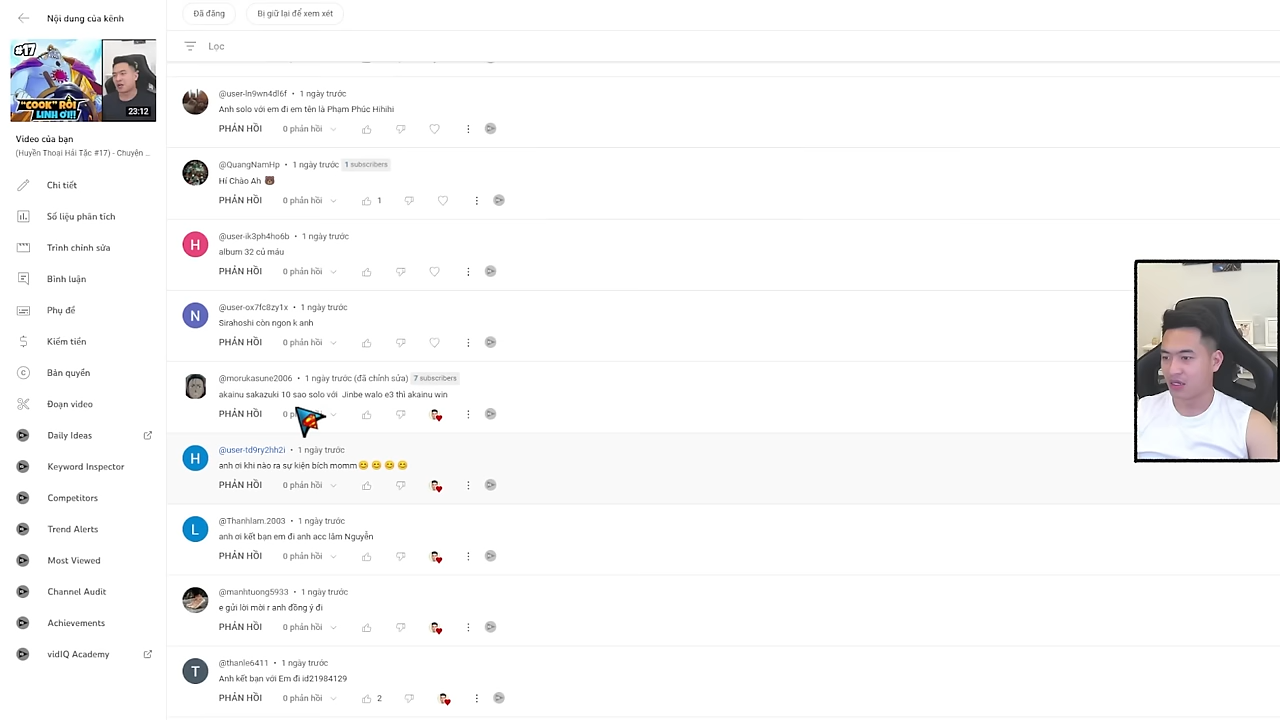 Nội dung của kênh
#17
"COOK" RỒI
LINH ƠI!!
23:12
Video của bạn
(Huyền Thoại Hải Tặc #17) - Chuyên ...
Chi tiết
Số liệu phân tích
Trình chỉnh sửa
Bình luận
Phụ đề
Kiếm tiền
Bản quyền
Đoạn video
Daily Ideas
Keyword Inspector
Competitors
Trend Alerts
Most Viewed
Channel Audit
Achievements
vidIQ Academy
Đã đăng
Bị giữ lại để xem xét
Lọc
@user-ln9wn4dl6f • 1 ngày trước
Anh solo với em đi em tên là Phạm Phúc Hihihi
PHẢN HỒI 0 phản hồi
@QuangNamHp • 1 ngày trước 1 subscribers
Hí Chào Ah 🐻
PHẢN HỒI 0 phản hồi 1
H
@user-ik3ph4ho6b • 1 ngày trước
album 32 củ máu
PHẢN HỒI 0 phản hồi
N
@user-ox7fc8zy1x • 1 ngày trước
Sirahoshi còn ngon k anh
PHẢN HỒI 0 phản hồi
@morukasune2006 • 1 ngày trước (đã chỉnh sửa) 7 subscribers
akainu sakazuki 10 sao solo với Jinbe walo e3 thì akainu win
PHẢN HỒI 0
H
@user-td9ry2hh2i • 1 ngày trước
anh ơi khi nào ra sự kiện bích momm😊 😊 😊 😊
PHẢN HỒI 0 phản hồi
L
@Thanhlam.2003 • 1 ngày trước
anh ơi kết bạn em đi anh acc lâm Nguyễn
PHẢN HỒI 0 phản hồi
@manhtuong5933 • 1 ngày trước
e gửi lời mời r anh đồng ý đi
PHẢN HỒI 0 phản hồi
T
@thanle6411 • 1 ngày trước
Anh kết bạn với Em đi id21984129
PHẢN HỒI 0 phản hồi 2